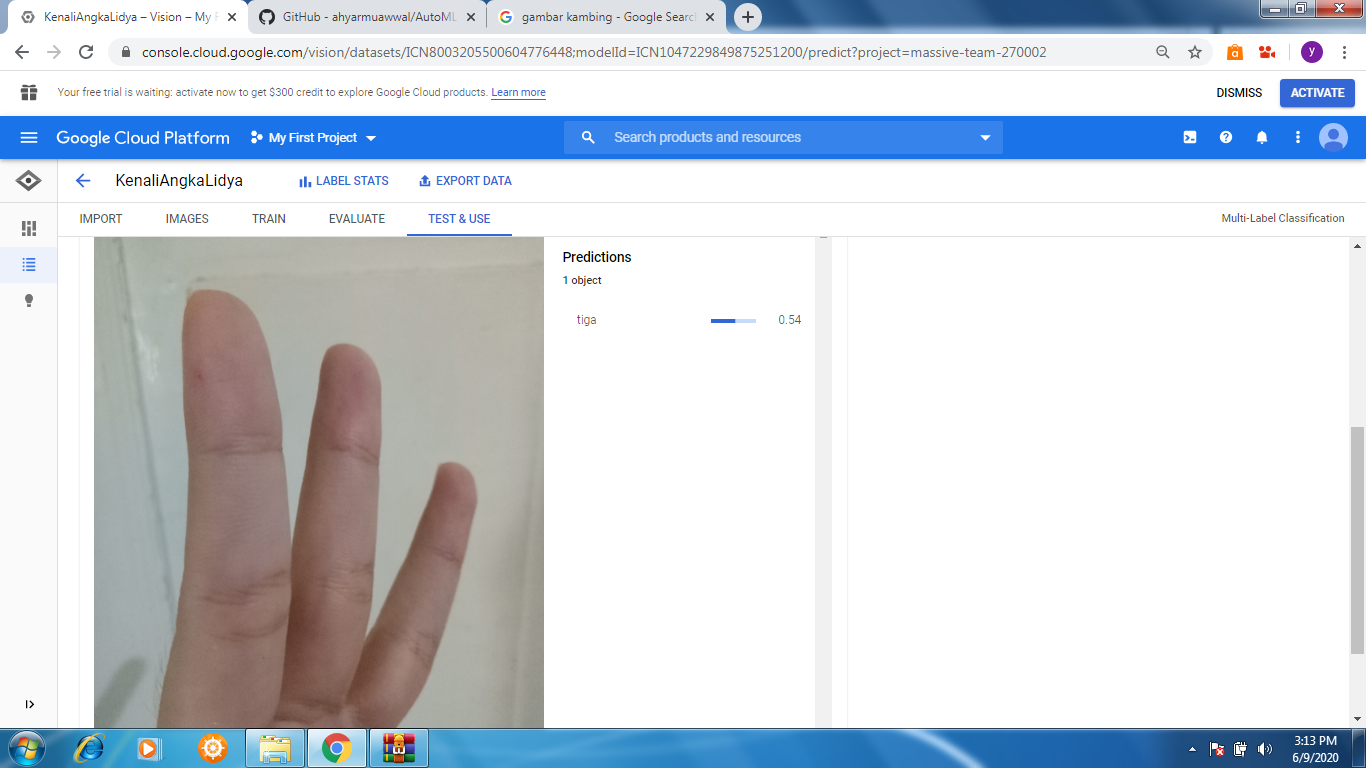 KenaliAngkaLidya – Vision – My F
GitHub - ahyarmuawwal/AutoML
gambar kambing - Google Searc
console.cloud.google.com/vision/datasets/ICN8003205500604776448;modelId=ICN1047229849875251200/predict?project=massive-team-270002
y
Your free trial is waiting: activate now to get $300 credit to explore Google Cloud products. Learn more
DISMISS
ACTIVATE
Google Cloud Platform
My First Project
Search products and resources
KenaliAngkaLidya
LABEL STATS
EXPORT DATA
IMPORT
IMAGES
TRAIN
EVALUATE
TEST & USE
Multi-Label Classification
Predictions
1 object
tiga
0.54
3:13 PM
6/9/2020